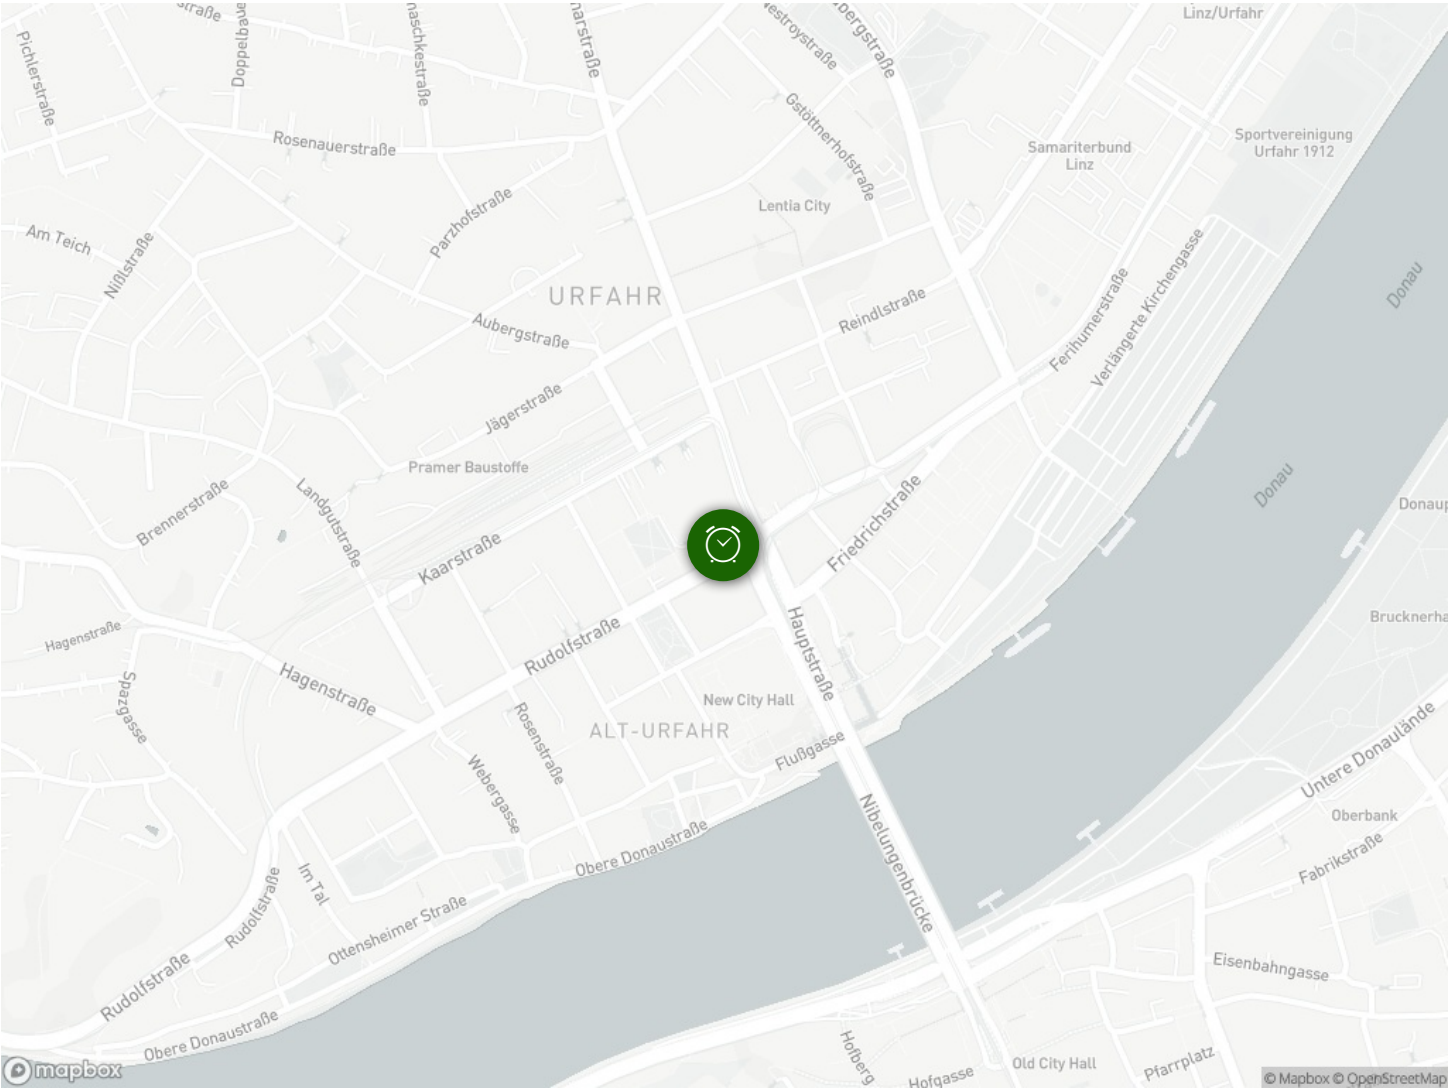 straße
Linz/Urfahr
Pichlerstraße
Rosenauerstraße
Gstöttnerhofstraße
Sportvereinigung
Urfahr 1912
Samariterbund
Linz
Lentia City
Parzhofstraße
Am Teich
Nißlstraße
URFAHR
Reindlstraße
Aubergstraße
Ferihumerstraße
Verlängerte Kirchengasse
Donau
Jägerstraße
Pramer Baustoffe
Donau
Brennerstraße
Landgutstraße
Friedrichstraße
Kaarstraße
Hagenstraße
Rudolfstraße
Hauptstraße
Hagenstraße
Spazgasse
New City Hall
ALT-URFAHR
Rosenstraße
Flußgasse
Webergasse
Untere Donaulände
Oberbank
Obere Donaustraße
Nibelungenbrücke
Fabrikstraße
Im Tal
Rudolfstraße
Ottensheimer Straße
Eisenbahngasse
Rudolfstraße
Obere Donaustraße
Hofberg
Hofgasse
Old City Hall
Pfarrplatz
mapbox
© Mapbox © OpenStreetMap